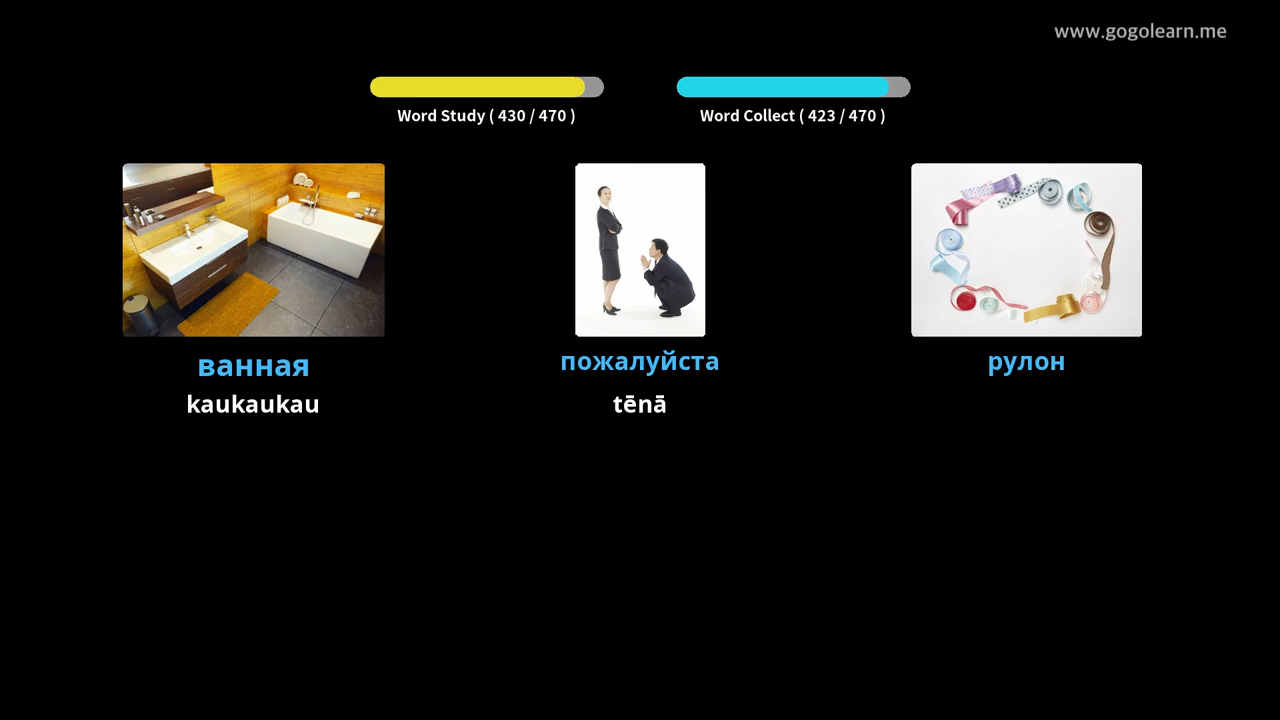 www.gogolearn.me
Word Study ( 430 / 470 )
Word Collect ( 423 / 470 )
ванная
пожалуйста
рулон
kaukaukau
tēnā